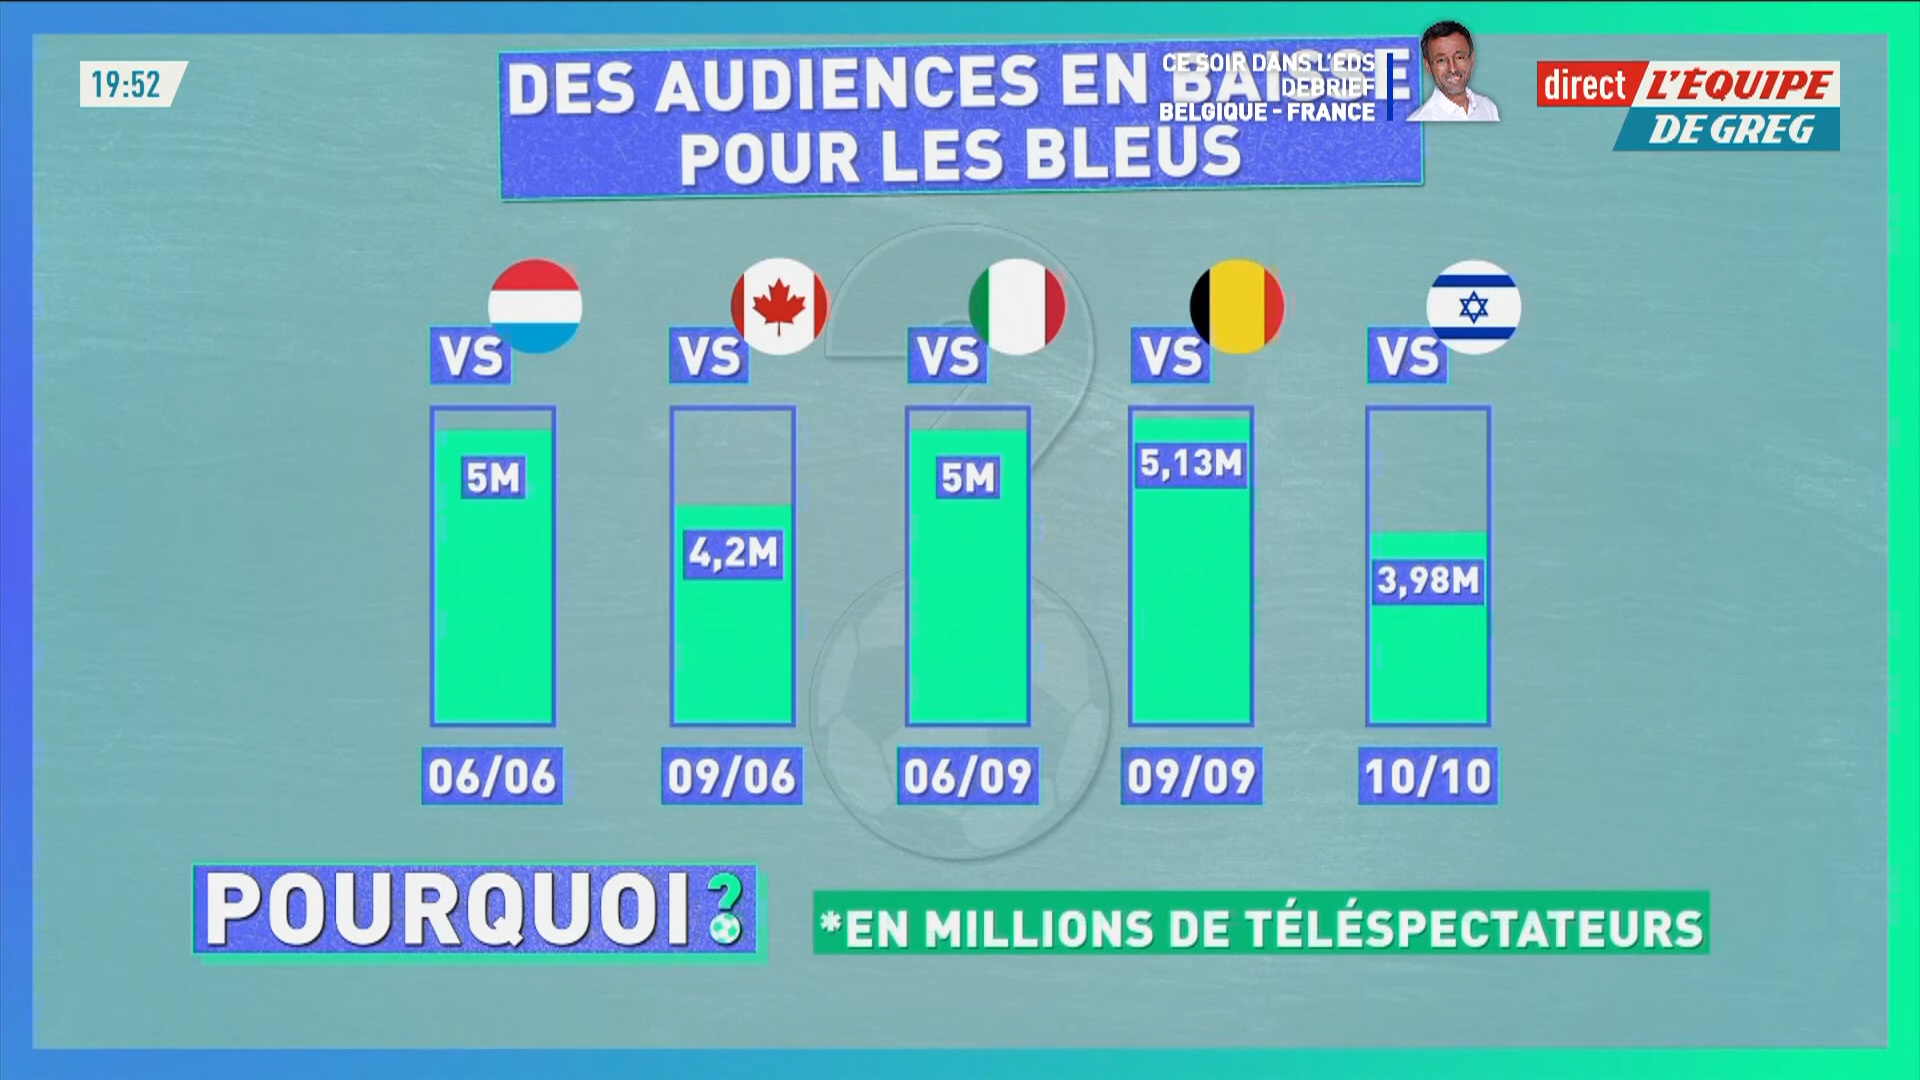 19:52
DES AUDIENCES EN BAISSE
POUR LES BLEUS
CE SOIR DANS L'EDS
DEBRIEF
BELGIQUE - FRANCE
direct L'ÉQUIPE
DE GREG
VS
VS
VS
VS
VS
5M
4,2M
5M
5,13M
3,98M
06/06
09/06
06/09
09/09
10/10
POURQUOI ?
*EN MILLIONS DE TÉLÉSPECTATEURS